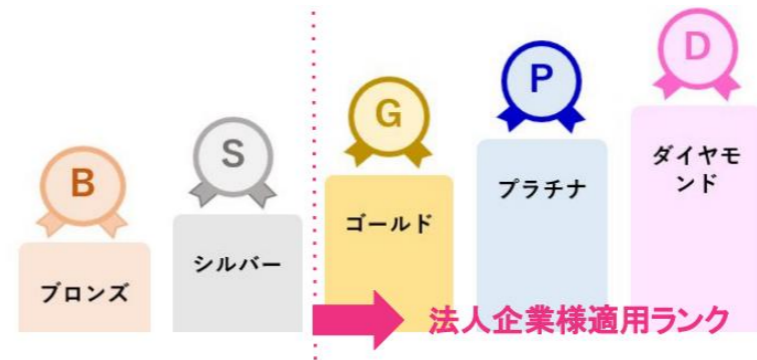 B
ブロンズ
S
シルバー
G
ゴールド
P
プラチナ
D
ダイヤモ
ンド
法人企業様適用ランク